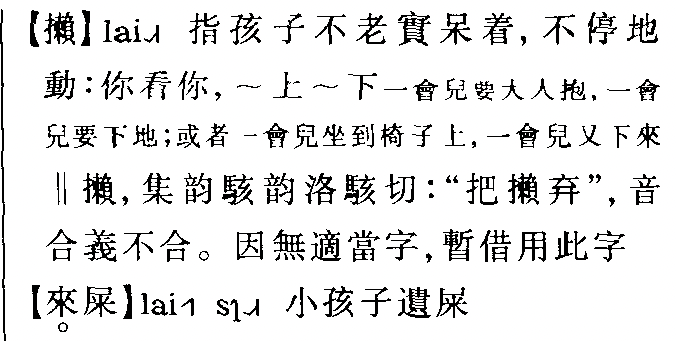 【攋】lai˩ 指孩子不老實呆着,不停地
動:你看你,～上～下一會兒要大人抱,一會
兒要下地;或者一會兒坐到椅子上,一會兒又下來
‖攋,集韵駭韵洛駭切:“把攋弃”,音
合義不合。因無適當字,暫借用此字
【來。屎】lai˧ sɿ˩ 小孩子遺屎